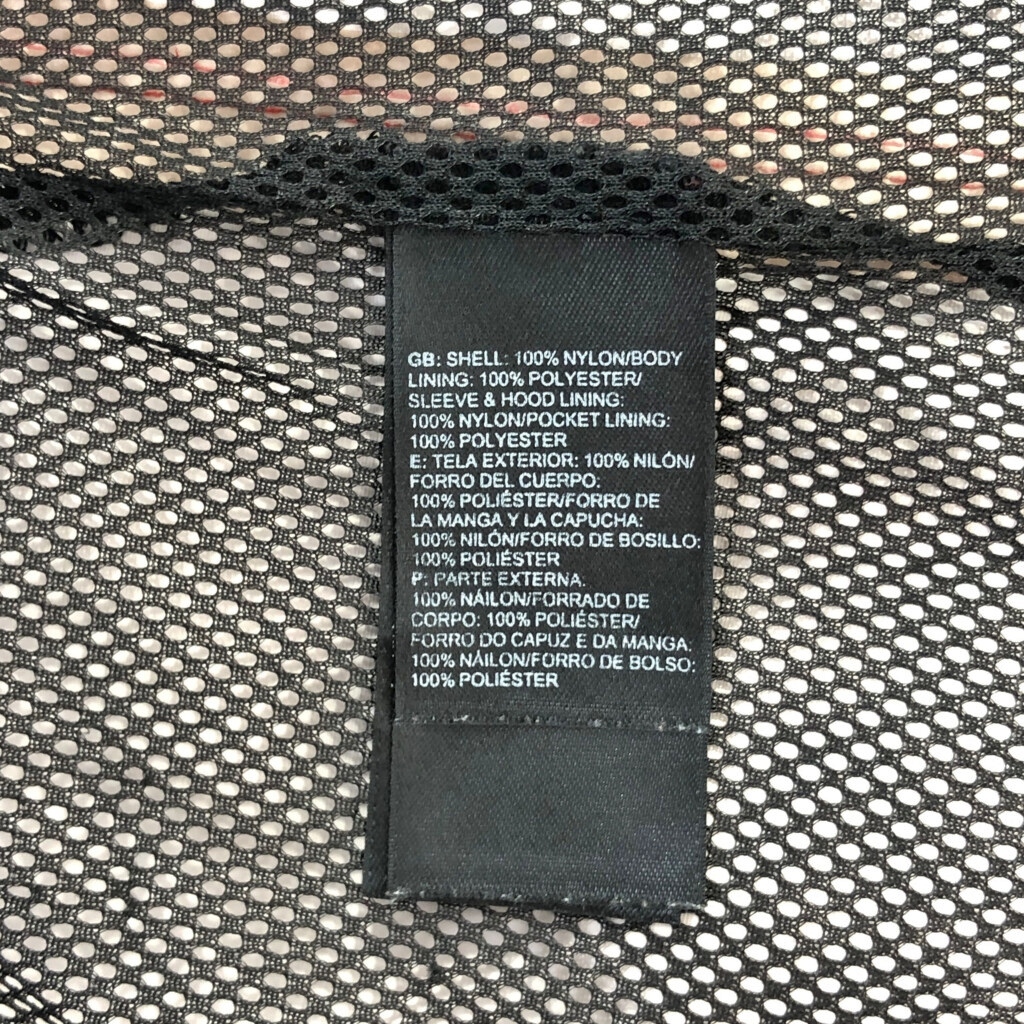 GB: SHELL: 100% NYLON/BODY
LINING: 100% POLYESTER/
SLEEVE & HOOD LINING:
100% NYLON/POCKET LINING:
100% POLYESTER
E: TELA EXTERIOR: 100% NILÓN/
FORRO DEL CUERPO:
100% POLIÉSTER/FORRO DE
LA MANGA Y LA CAPUCHA:
100% NILÓN/FORRO DE BOSILLO:
100% POLIÉSTER
P: PARTE EXTERNA:
100% NÁILON/FORRADO DE
CORPO: 100% POLIÉSTER/
FORRO DO CAPUZ E DA MANGA:
100% NÁILON/FORRO DE BOLSO:
100% POLIÉSTER